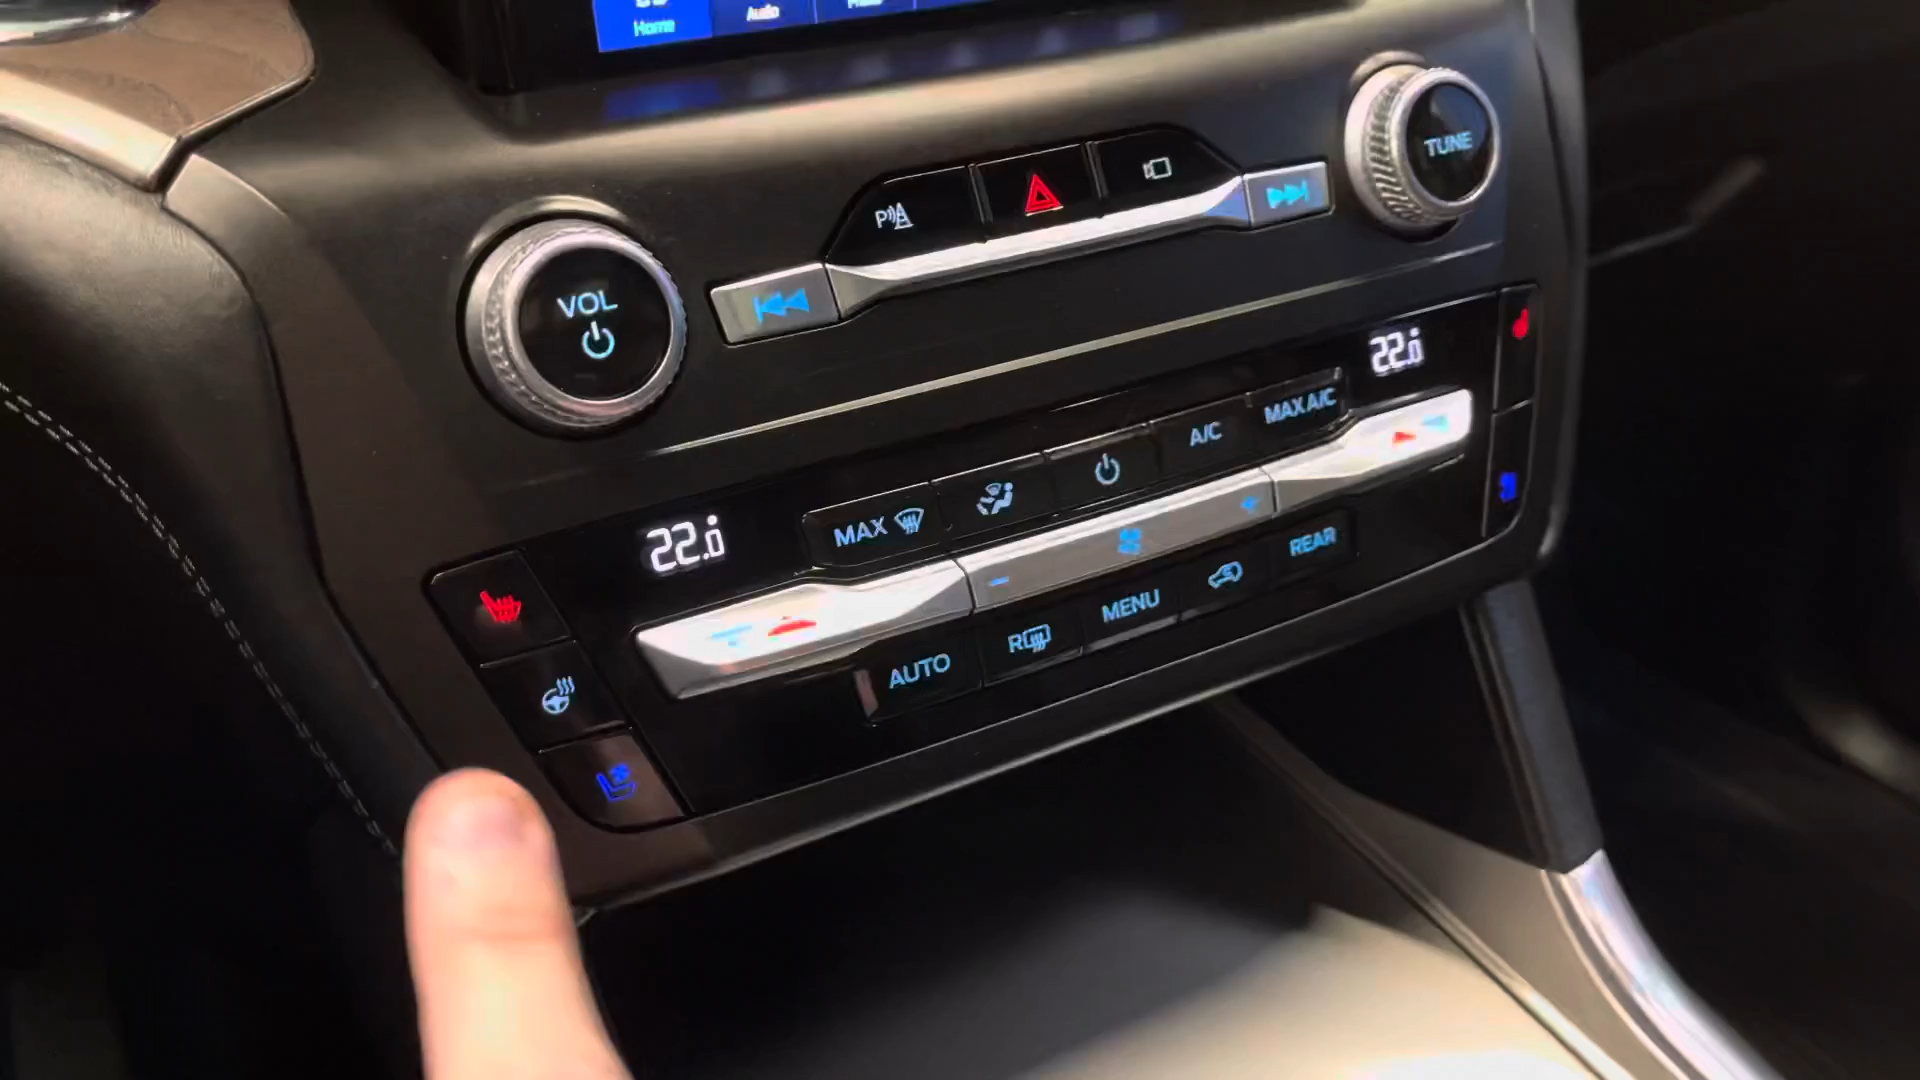 Home
Audio
TUNE
P
VOL
22.0
MAX A/C
A/C
22.0
MAX
REAR
MENU
R
AUTO